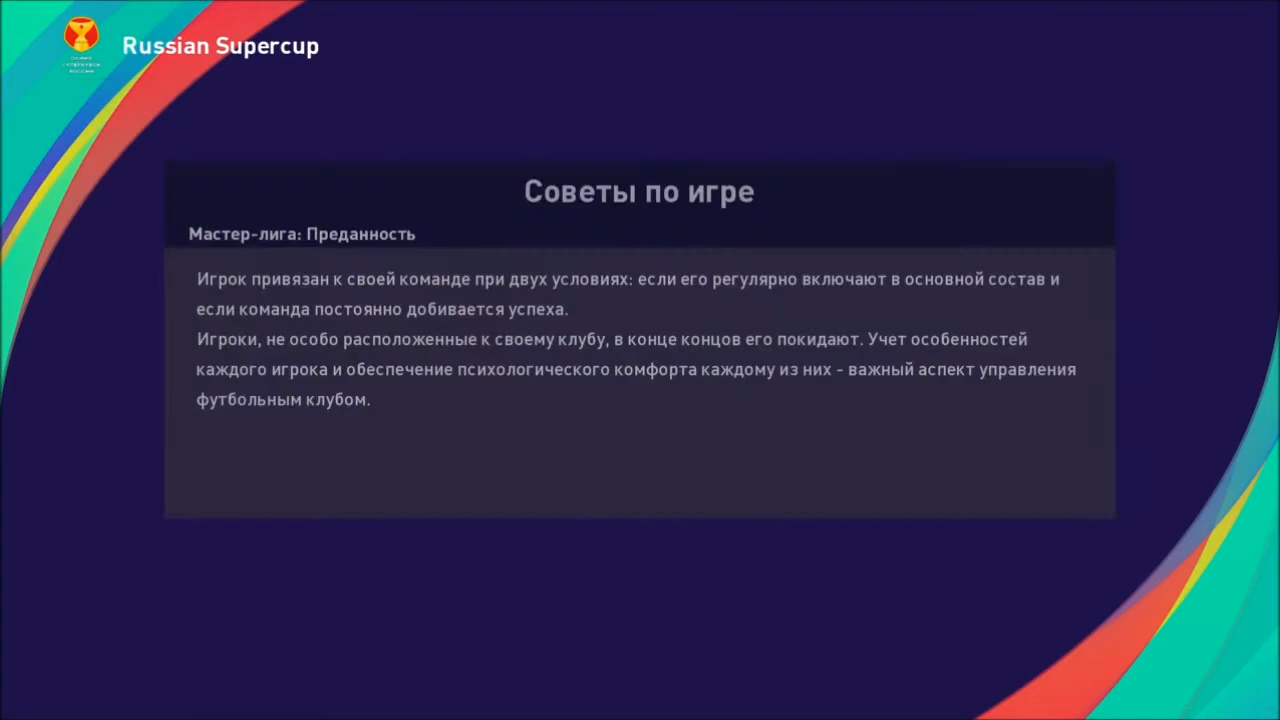 Russian Supercup
Советы по игре
Мастер-лига: Преданность
Игрок привязан к своей команде при двух условиях: если его регулярно включают в основной состав и
если команда постоянно добивается успеха.
Игроки, не особо расположенные к своему клубу, в конце концов его покидают. Учет особенностей
каждого игрока и обеспечение психологического комфорта каждому из них - важный аспект управления
футбольным клубом.